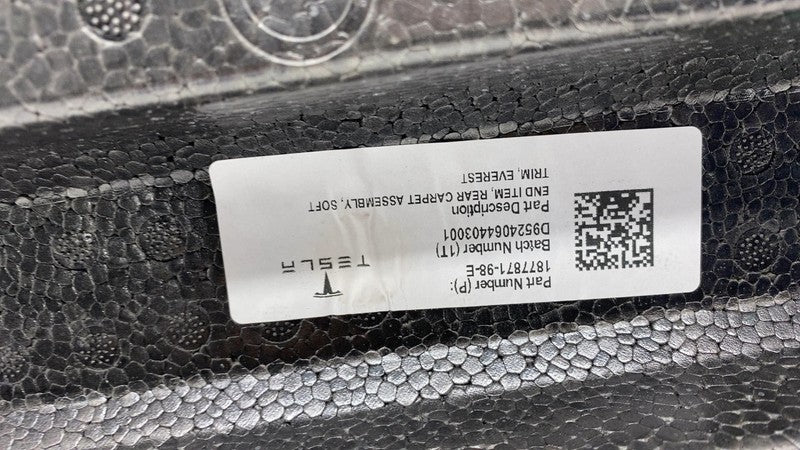 TESLA
Part Number (P):
1877871-98-E
Batch Number (1T)
D9524064403001
Part Description
END ITEM, REAR CARPET ASSEMBLY, SOFT
TRIM, EVEREST